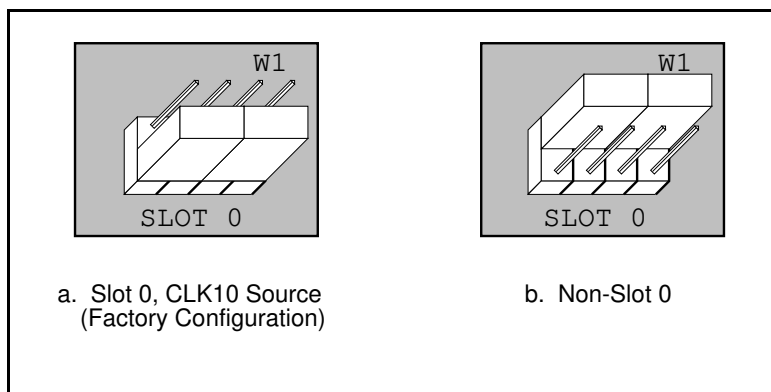 W1
SLOT 0
a. Slot 0, CLK10 Source
(Factory Configuration)
W1
SLOT 0
b. Non-Slot 0